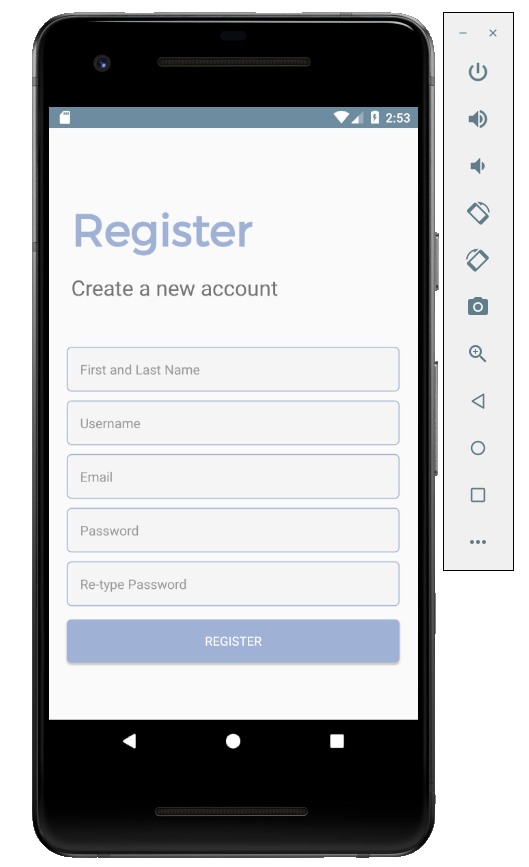 2:53
Register
Create a new account
First and Last Name
Username
Email
Password
Re-type Password
REGISTER